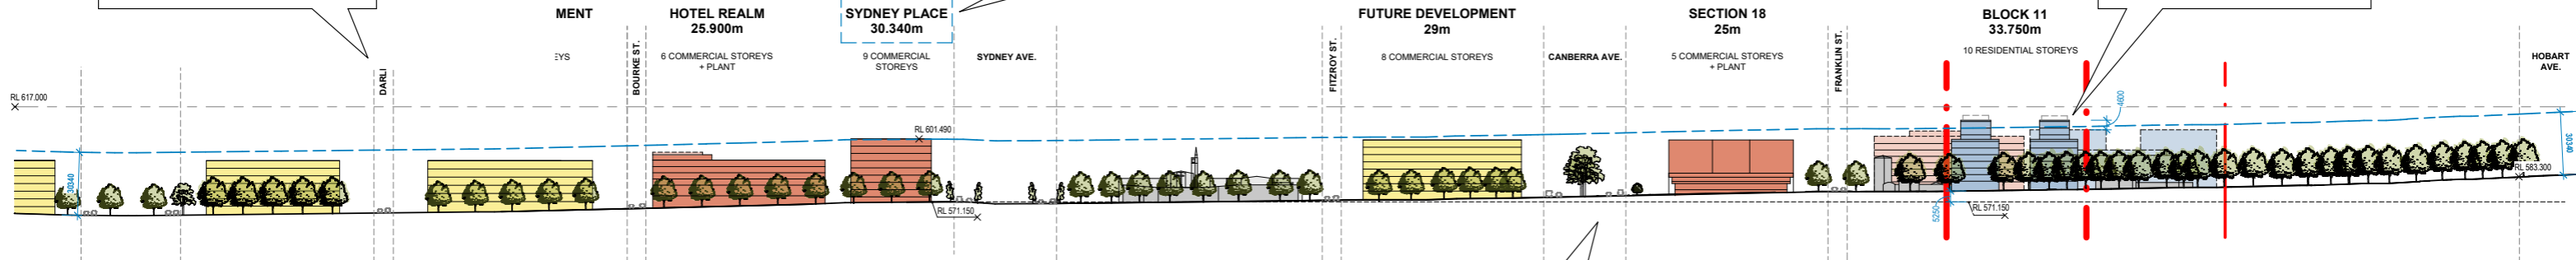 MENT
EYS
HOTEL REALM
25.900m
6 COMMERCIAL STOREYS
+ PLANT
SYDNEY PLACE
30.340m
9 COMMERCIAL
STOREYS
SYDNEY AVE.
FUTURE DEVELOPMENT
29m
8 COMMERCIAL STOREYS
CANBERRA AVE.
SECTION 18
25m
5 COMMERCIAL STOREYS
+ PLANT
BLOCK 11
33.750m
10 RESIDENTIAL STOREYS
HOBART
AVE.
DARLI
BOURKE ST.
FITZROY ST.
FRANKLIN ST.
RL 617.000
RL 601.490
4600
30340
30340
RL 583.300
RL 571.150
5250
RL 571.150